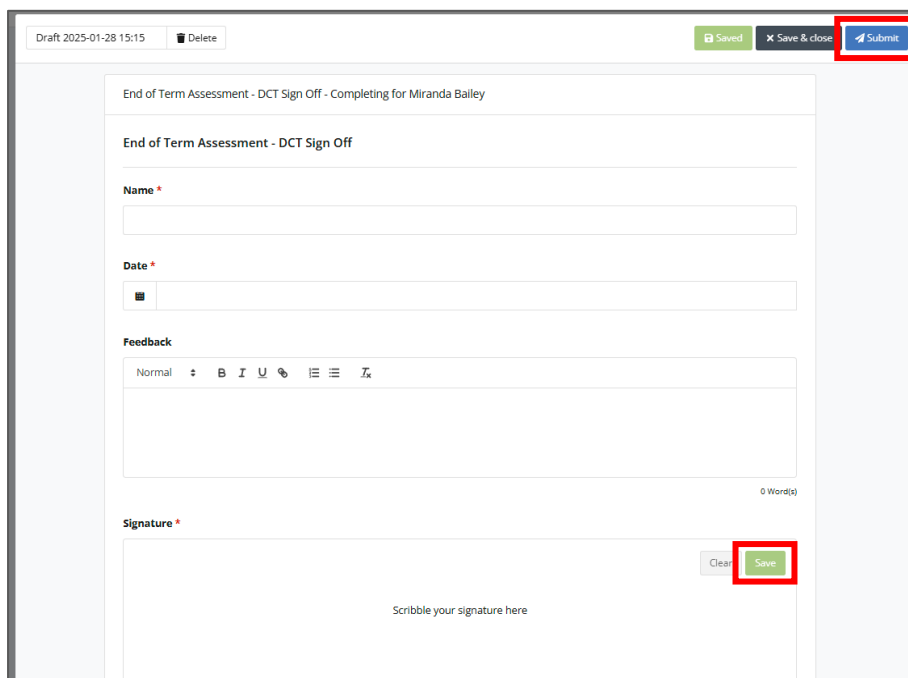 Draft 2025-01-28 15:15 Delete Saved Save & close Submit
End of Term Assessment - DCT Sign Off - Completing for Miranda Bailey
End of Term Assessment - DCT Sign Off
Name *
Date *
Feedback
Normal B I U
0 Word(s)
Signature *
Clear Save
Scribble your signature here